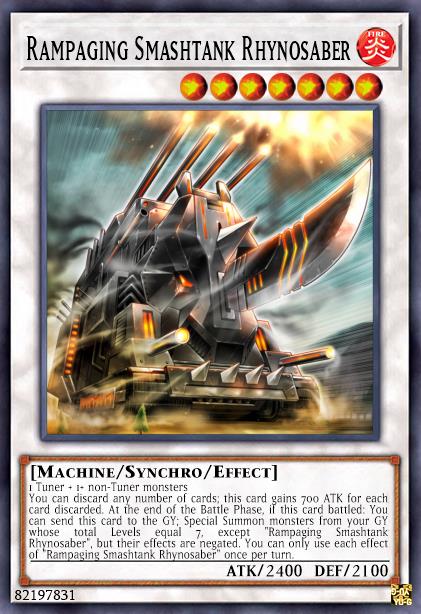 Rampaging Smashtank Rhynosaber
FIRE
炎
[Machine/Synchro/Effect]
1 Tuner + 1+ non-Tuner monsters
You can discard any number of cards; this card gains 700 ATK for each
card discarded. At the end of the Battle Phase, if this card battled: You
can send this card to the GY; Special Summon monsters from your GY
whose total Levels equal 7, except "Rampaging Smashtank
Rhynosaber", but their effects are negated. You can only use each effect
of "Rampaging Smashtank Rhynosaber" once per turn.
ATK/2400 DEF/2100
82197831